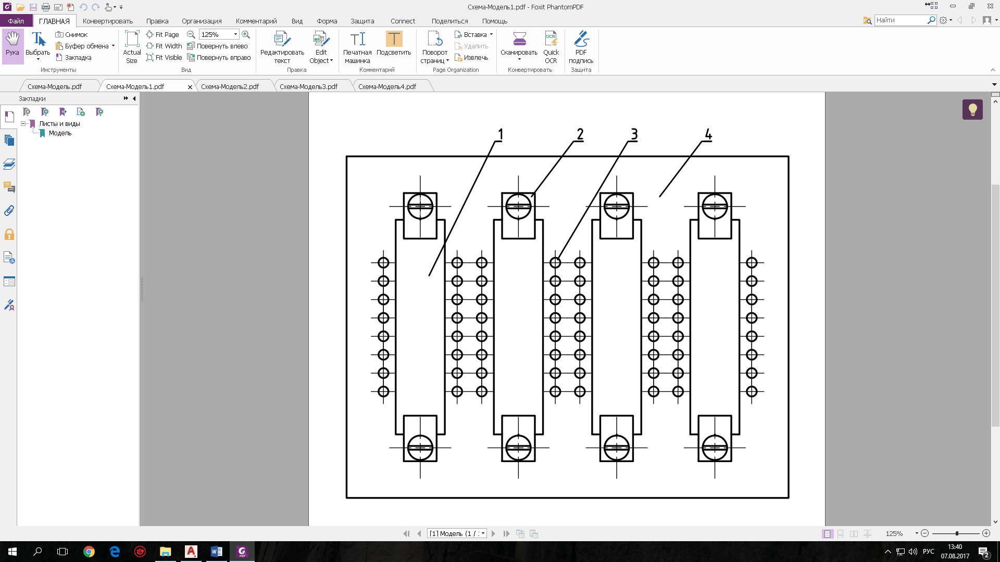 Схема-Модель1.pdf - Foxit PhantomPDF
Файл ГЛАВНАЯ Конвертировать Правка Организация Комментарий Вид Форма Защита Connect Поделиться Помощь Найти
Рука
Выбрать
Снимок
Буфер обмена
Закладка
Инструменты
Actual Size
Fit Page
Fit Width
Fit Visible
125%
Повернуть влево
Повернуть вправо
Вид
Редактировать текст
Edit Object
Правка
Печатная машинка
Подсветить
Комментарий
Поворот страниц
Вставка
Удалить
Извлечь
Page Organization
Сканировать
Quick OCR
Конвертировать
PDF подпись
Защита
Схема-Модель.pdf Схема-Модель1.pdf Схема-Модель2.pdf Схема-Модель3.pdf Схема-Модель4.pdf
Закладки
Листы и виды
Модель
1 2 3 4
[1] Модель (1 / 
125%
РУС
13:40
07.08.2017
2